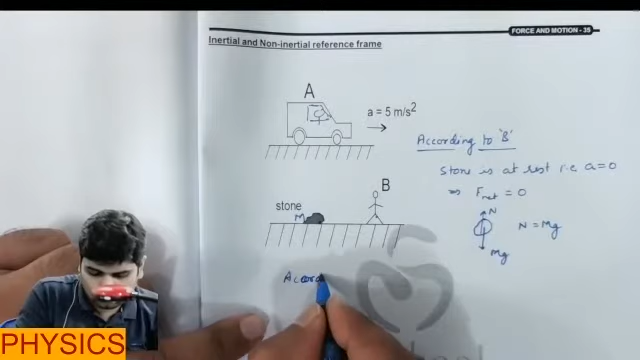 FORCE AND MOTION - 35
Inertial and Non-inertial reference frame
A
a = 5 m/s²
According to 'B'
Stone is at rest i.e a=0
⇒ Fnet = 0
N
N = Mg
Mg
B
stone
M
Accord
PHYSICS